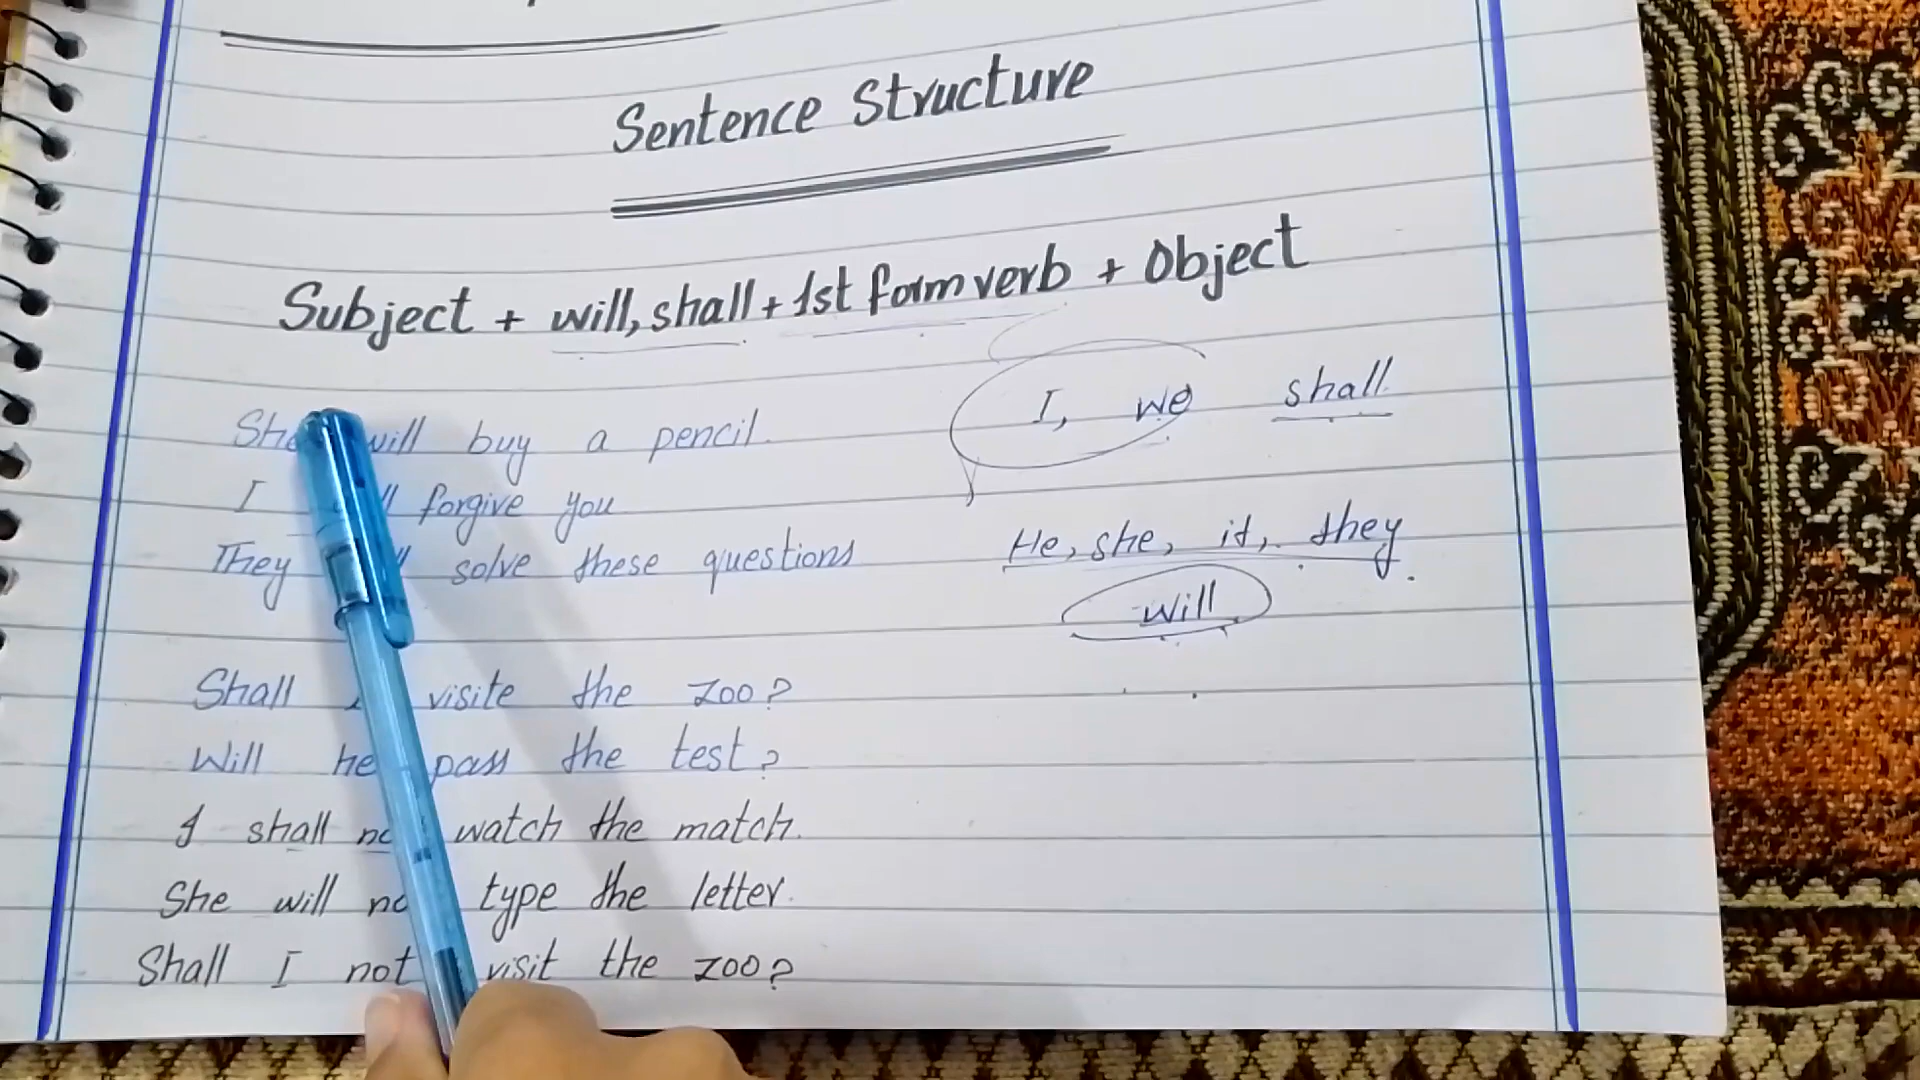 Sentence Structure
Subject + will, shall + 1st form verb + Object
She will buy a pencil.
I forgive you
They solve these questions
I, we shall
He, she, it, they.
will
Shall visite the zoo?
Will he pass the test?
I shall watch the match.
She will type the letter.
Shall I not visit the zoo?